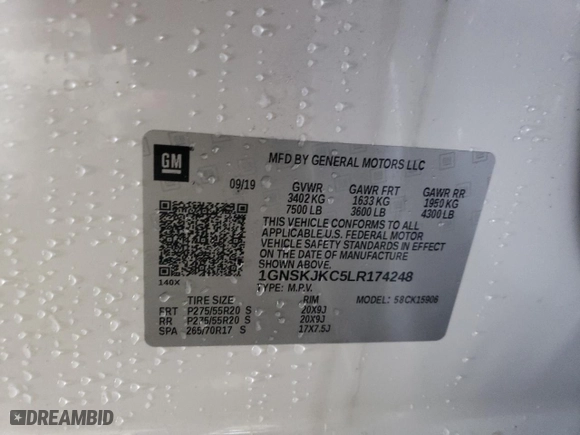 GM
MFD BY GENERAL MOTORS LLC
09/19 GVWR GAWR FRT GAWR RR
3402 KG 1633 KG 1950 KG
7500 LB 3600 LB 4300 LB
THIS VEHICLE CONFORMS TO ALL
APPLICABLE U.S. FEDERAL MOTOR
VEHICLE SAFETY STANDARDS IN EFFECT
ON THE DATE OF MANUFACTURE
SHOWN ABOVE.
1GNSKJKC5LR174248
140X TYPE: M.P.V. MODEL: 58CK15906
TIRE SIZE RIM
FRT P275/55R20 S 20X9J
RR P275/55R20 S 20X9J
SPA 265/70R17 S 17X7.5J
DREAMBID